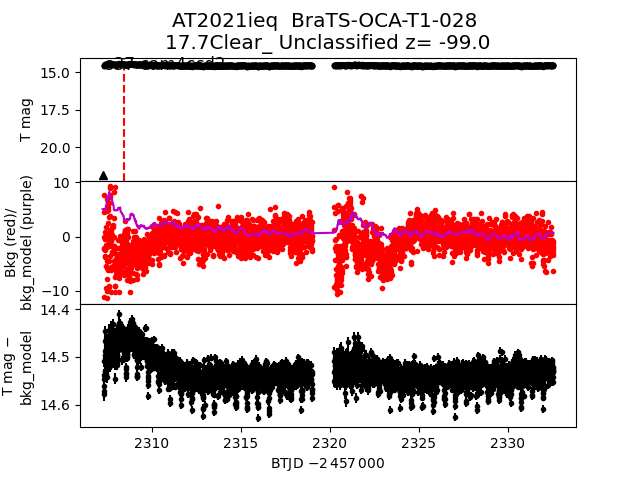 AT2021ieq BraTS-OCA-T1-028
17.7Clear_ Unclassified z= -99.0
15.0
17.5
20.0
T mag
10
0
−10
Bkg (red)/
bkg_model (purple)
14.4
14.5
14.6
T mag −
bkg_model
2310
2315
2320
2325
2330
BTJD −2 457 000